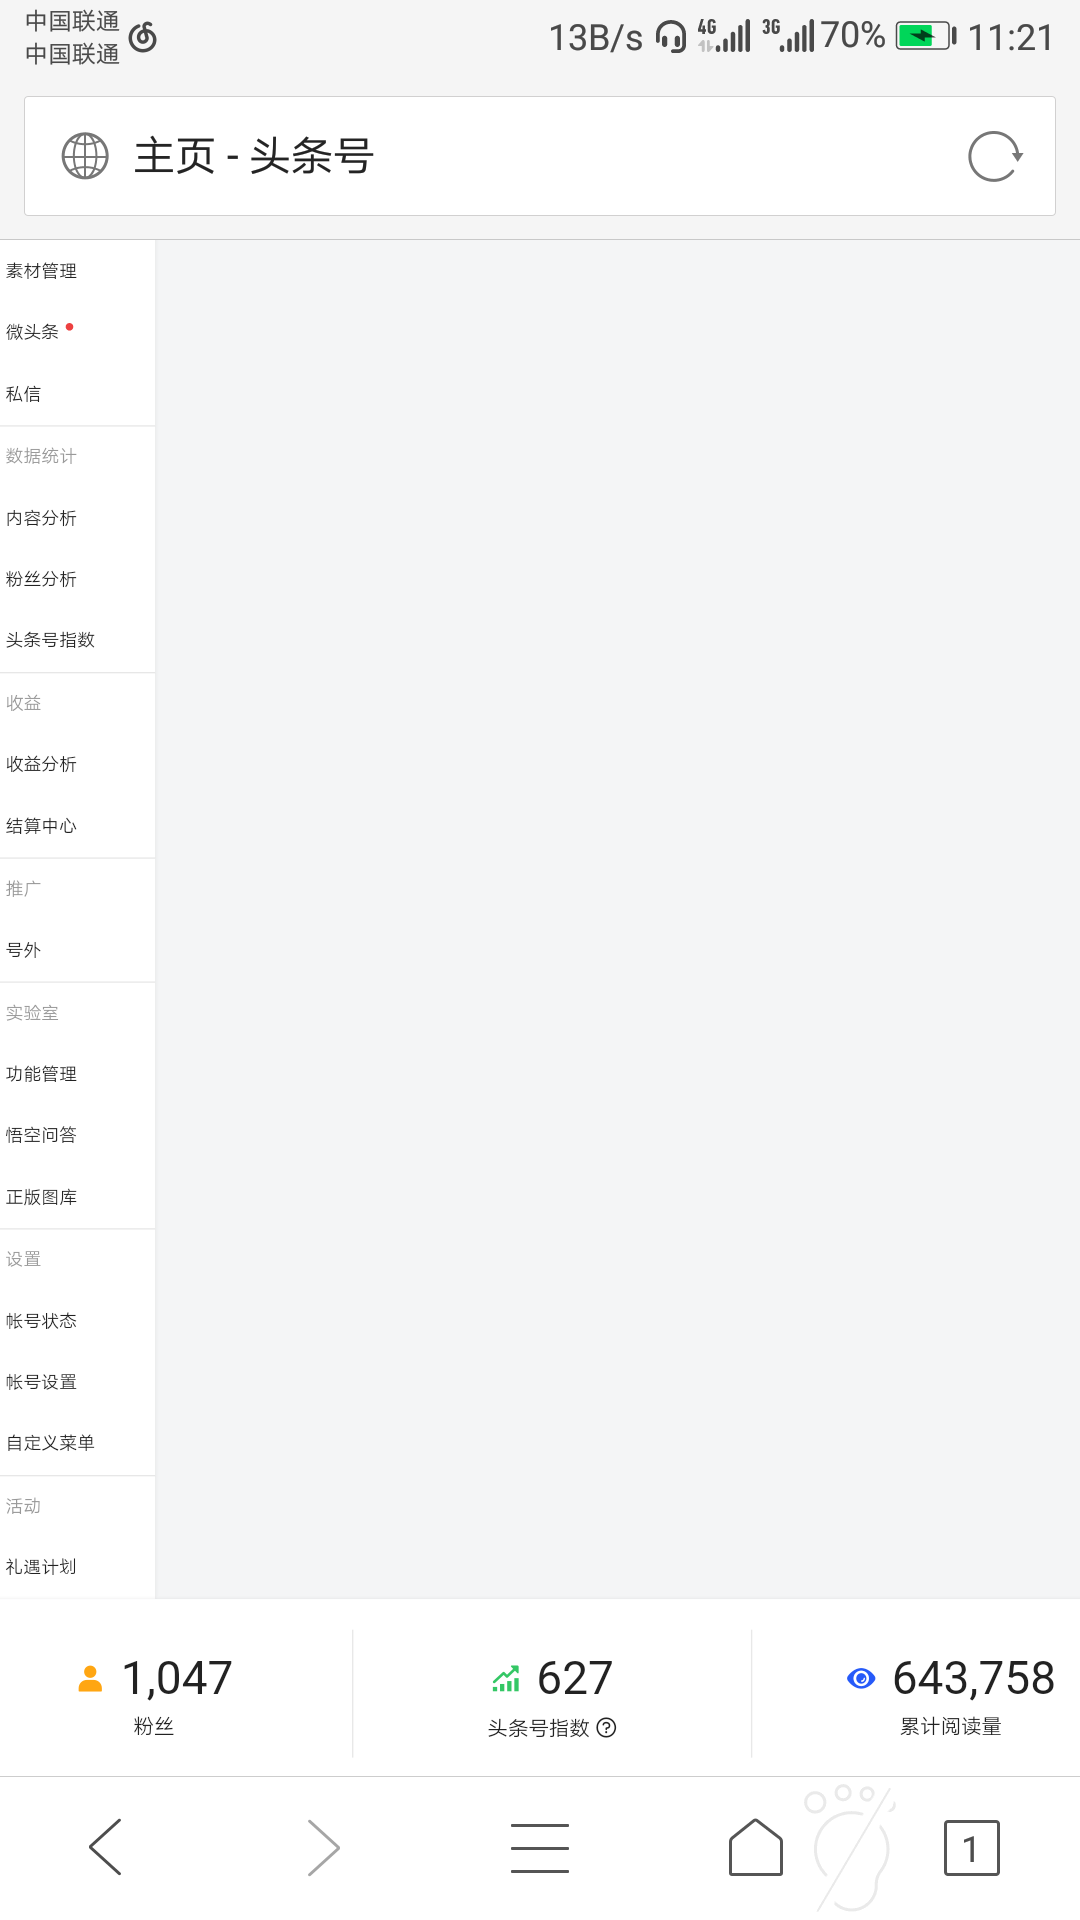 中国联通
中国联通
13B/s 4G 3G 70% 11:21
主页 - 头条号
素材管理
微头条
私信
数据统计
内容分析
粉丝分析
头条号指数
收益
收益分析
结算中心
推广
号外
实验室
功能管理
悟空问答
正版图库
设置
帐号状态
帐号设置
自定义菜单
活动
礼遇计划
1,047 627 643,758
粉丝 头条号指数 ? 累计阅读量
1